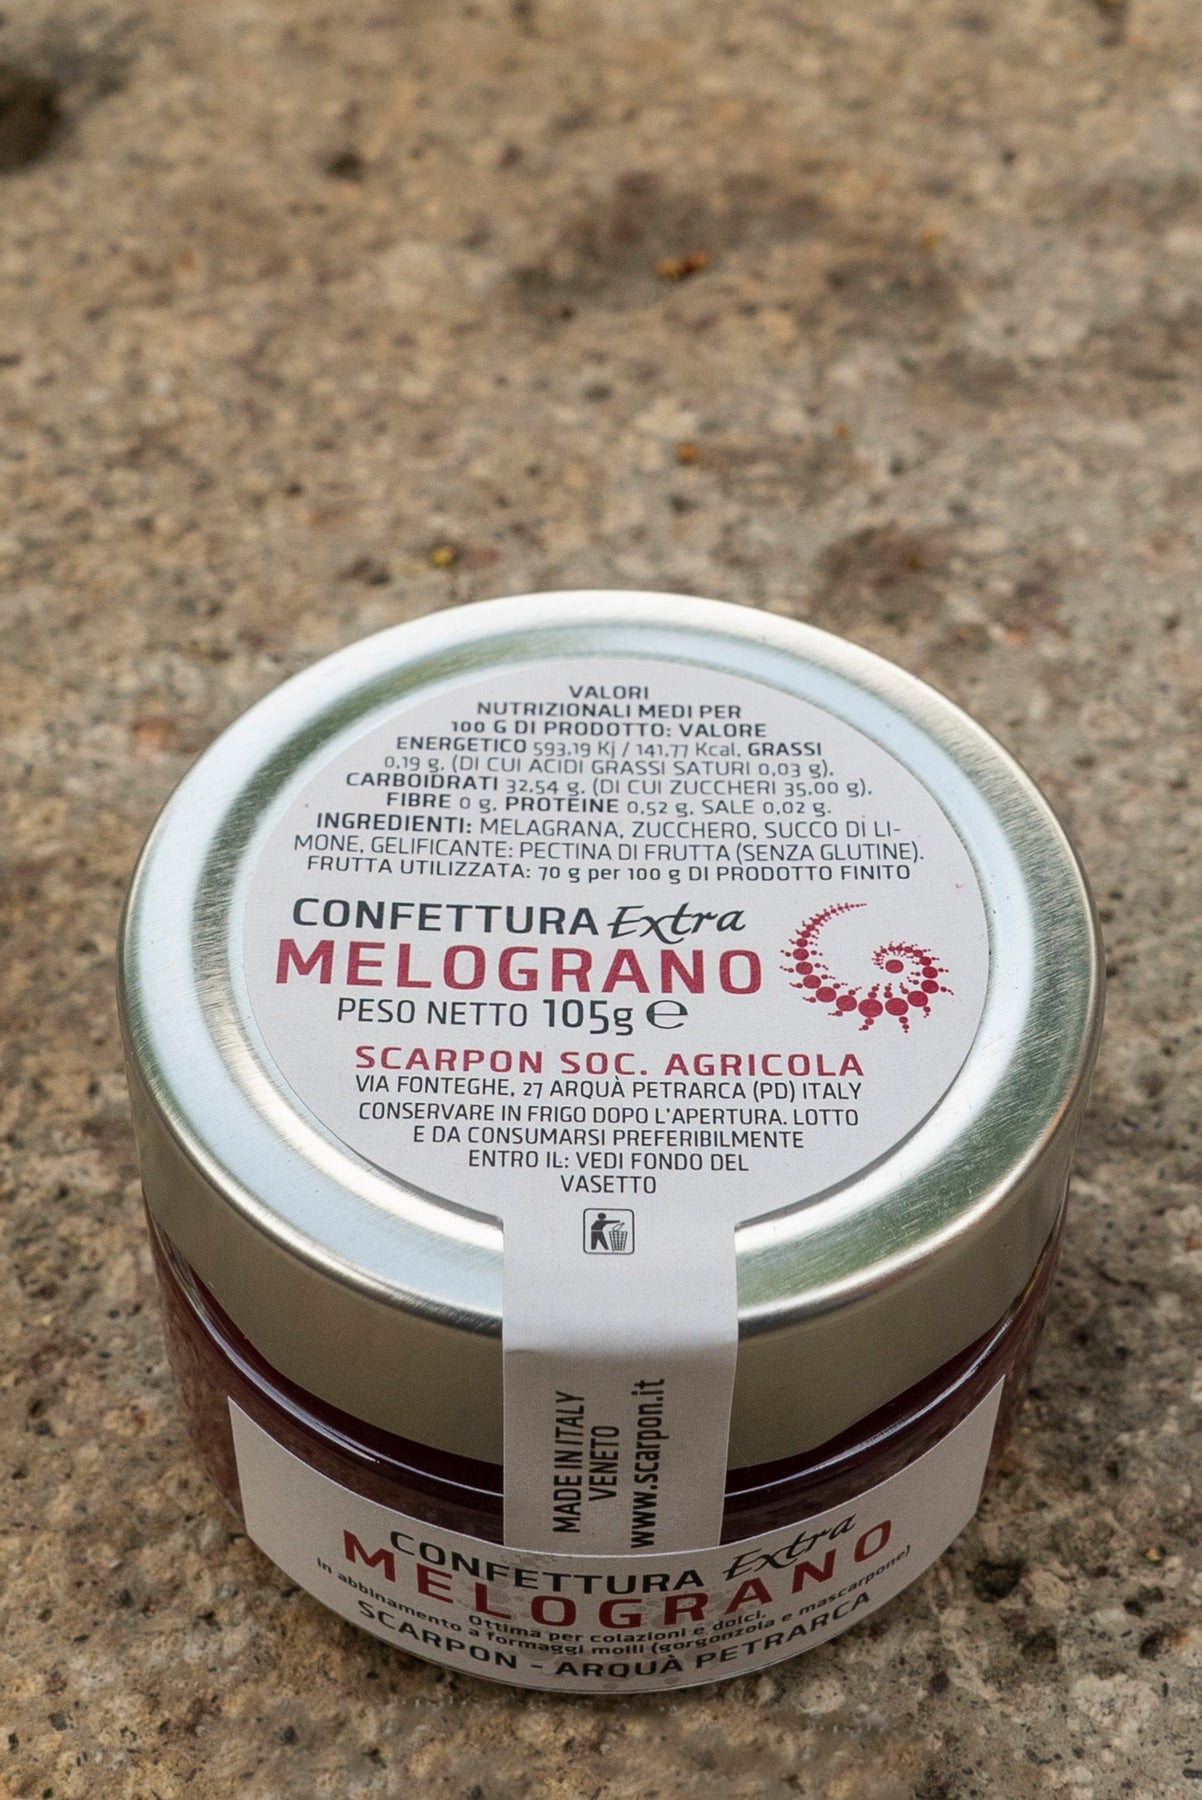 VALORI
NUTRIZIONALI MEDI PER
100 G DI PRODOTTO: VALORE
ENERGETICO 593,19 Kj / 141,77 Kcal, GRASSI
0,19 g, (DI CUI ACIDI GRASSI SATURI 0,03 g),
CARBOIDRATI 32,54 g, (DI CUI ZUCCHERI 35,00 g),
FIBRE 0 g, PROTEINE 0,52 g, SALE 0,02 g.
INGREDIENTI: MELAGRANA, ZUCCHERO, SUCCO DI LI-
MONE, GELIFICANTE: PECTINA DI FRUTTA (SENZA GLUTINE).
FRUTTA UTILIZZATA: 70 g per 100 g DI PRODOTTO FINITO
CONFETTURA Extra
MELOGRANO
PESO NETTO 105g ℮
SCARPON SOC. AGRICOLA
VIA FONTEGHE, 27 ARQUÀ PETRARCA (PD) ITALY
CONSERVARE IN FRIGO DOPO L'APERTURA. LOTTO
E DA CONSUMARSI PREFERIBILMENTE
ENTRO IL: VEDI FONDO DEL
VASETTO
MADE IN ITALY
VENETO
www.scarpon.it
CONFETTURA Extra
MELOGRANO
Ottima per colazioni e dolci,
in abbinamento a formaggi molli (gorgonzola e mascarpone)
SCARPON - ARQUÀ PETRARCA